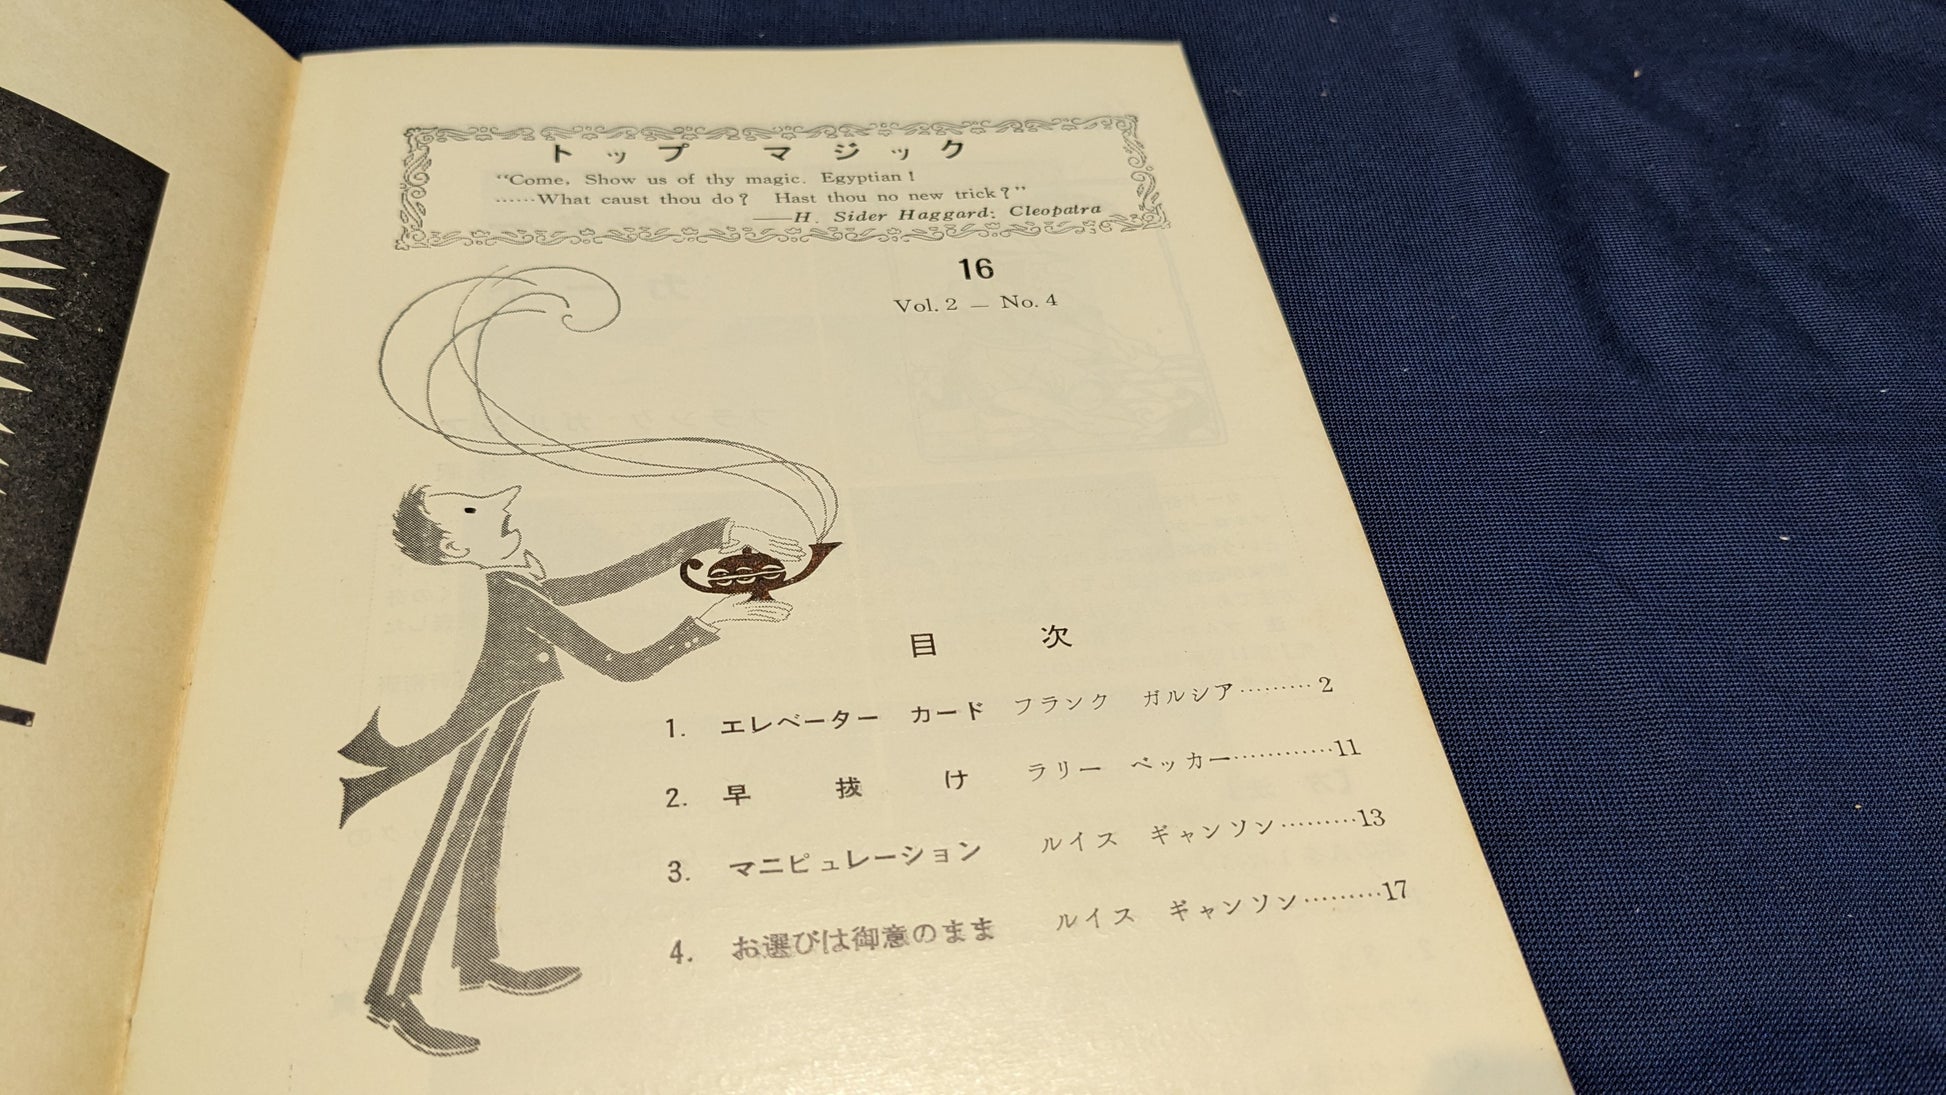 トップ マジック
"Come, Show us of thy magic. Egyptian!
……What caust thou do? Hast thou no new trick?"
——H. Sider Haggard; Cleopatra
16
Vol. 2 — No. 4
目 次
1. エレベーター カード フランク ガルシア………2
2. 早 抜 け ラリー ベッカー…………11
3. マニピュレーション ルイス ギャンソン………13
4. お選びは御意のまま ルイス ギャンソン………17